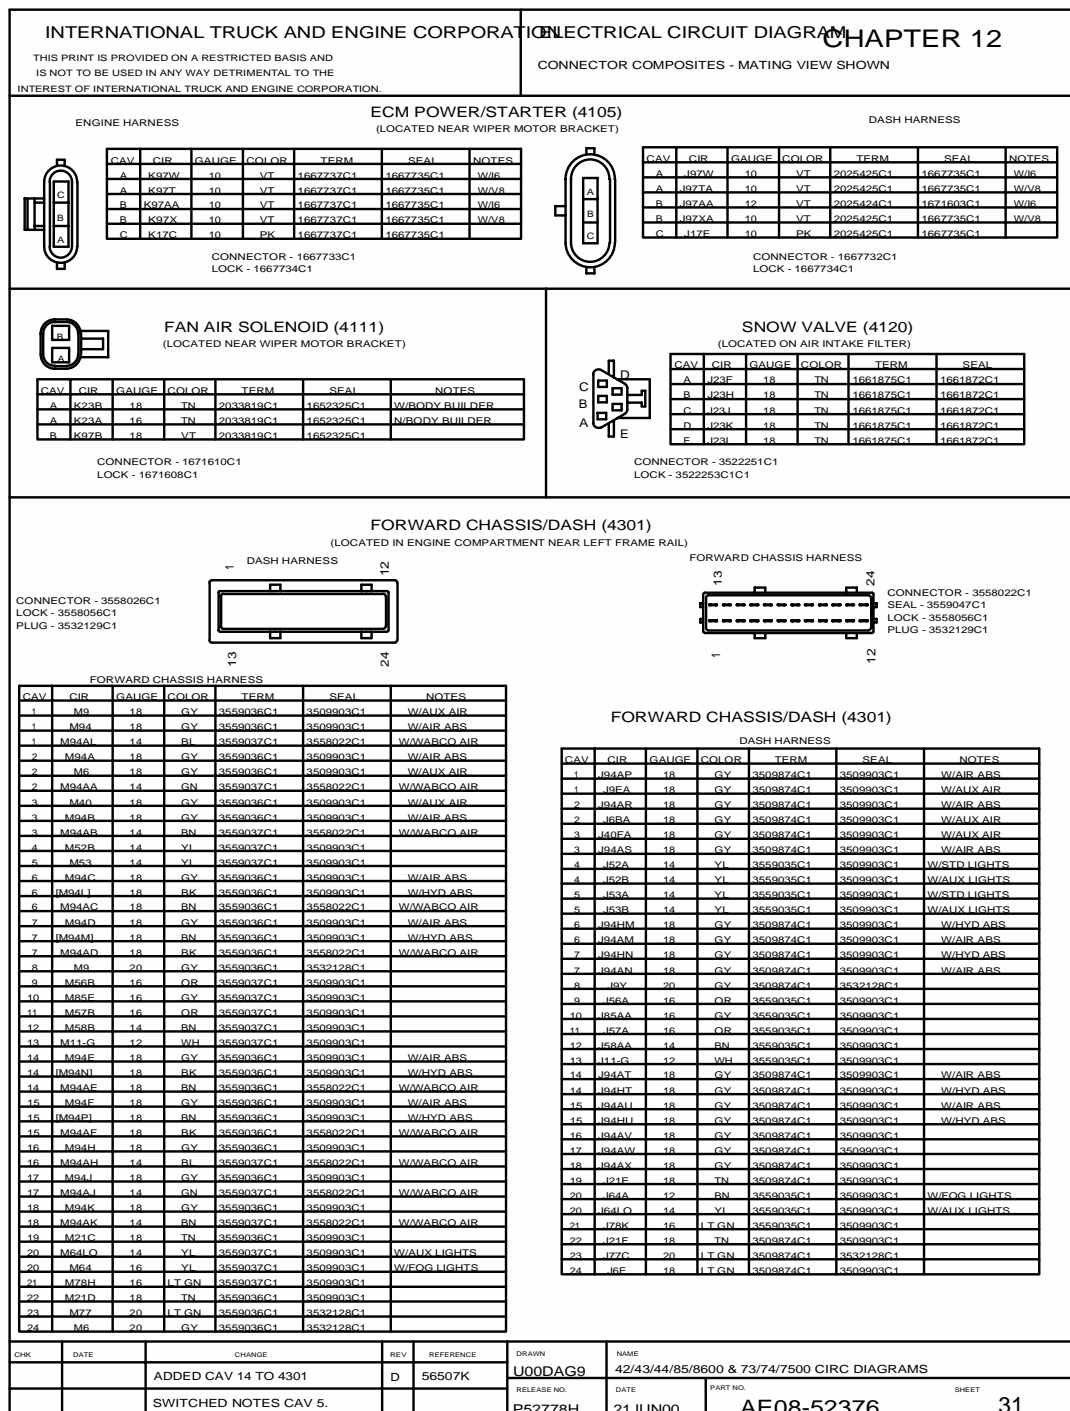 INTERNATIONAL TRUCK AND ENGINE CORPORATION
ELECTRICAL CIRCUIT DIAGRAM
CHAPTER 12
THIS PRINT IS PROVIDED ON A RESTRICTED BASIS AND
IS NOT TO BE USED IN ANY WAY DETRIMENTAL TO THE
INTEREST OF INTERNATIONAL TRUCK AND ENGINE CORPORATION.
CONNECTOR COMPOSITES - MATING VIEW SHOWN
ECM POWER/STARTER (4105)
(LOCATED NEAR WIPER MOTOR BRACKET)
ENGINE HARNESS
CAV CIR GAUGE COLOR TERM SEAL NOTES
A K97W 10 VT 1667737C1 1667735C1 W/I6
A K97T 10 VT 1667737C1 1667735C1 W/V8
B K97AA 10 VT 1667737C1 1667735C1 W/I6
B K97X 10 VT 1667737C1 1667735C1 W/V8
C K17C 10 PK 1667737C1 1667735C1
C
B
A
CONNECTOR - 1667733C1
LOCK - 1667734C1
DASH HARNESS
CAV CIR GAUGE COLOR TERM SEAL NOTES
A J97W 10 VT 2025425C1 1667735C1 W/I6
A J97TA 10 VT 2025425C1 1667735C1 W/V8
B J97AA 12 VT 2025424C1 1671603C1 W/I6
B J97XA 10 VT 2025425C1 1667735C1 W/V8
C J17E 10 PK 2025425C1 1667735C1
A
B
C
CONNECTOR - 1667732C1
LOCK - 1667734C1
FAN AIR SOLENOID (4111)
(LOCATED NEAR WIPER MOTOR BRACKET)
B
A
CAV CIR GAUGE COLOR TERM SEAL NOTES
A K23B 18 TN 2033819C1 1652325C1 W/BODY BUILDER
A K23A 16 TN 2033819C1 1652325C1 N/BODY BUILDER
B K97B 18 VT 2033819C1 1652325C1
CONNECTOR - 1671610C1
LOCK - 1671608C1
SNOW VALVE (4120)
(LOCATED ON AIR INTAKE FILTER)
D
C
B
A
E
CAV CIR GAUGE COLOR TERM SEAL
A J23F 18 TN 1661875C1 1661872C1
B J23H 18 TN 1661875C1 1661872C1
C J23J 18 TN 1661875C1 1661872C1
D J23K 18 TN 1661875C1 1661872C1
E J23L 18 TN 1661875C1 1661872C1
CONNECTOR - 3522251C1
LOCK - 3522253C1C1
FORWARD CHASSIS/DASH (4301)
(LOCATED IN ENGINE COMPARTMENT NEAR LEFT FRAME RAIL)
DASH HARNESS
1 12
13 24
CONNECTOR - 3558026C1
LOCK - 3558056C1
PLUG - 3532129C1
FORWARD CHASSIS HARNESS
13 24
1 12
CONNECTOR - 3558022C1
SEAL - 3559047C1
LOCK - 3558056C1
PLUG - 3532129C1
FORWARD CHASSIS HARNESS
CAV CIR GAUGE COLOR TERM SEAL NOTES
1 M9 18 GY 3559036C1 3509903C1 W/AUX AIR
1 M94 18 GY 3559036C1 3509903C1 W/AIR ABS
1 M94AL 14 BL 3559037C1 3558022C1 W/WABCO AIR
2 M94A 18 GY 3559036C1 3509903C1 W/AIR ABS
2 M6 18 GY 3559036C1 3509903C1 W/AUX AIR
2 M94AA 14 GN 3559037C1 3558022C1 W/WABCO AIR
3 M40 18 GY 3559036C1 3509903C1 W/AUX AIR
3 M94B 18 GY 3559036C1 3509903C1 W/AIR ABS
3 M94AB 14 BN 3559037C1 3558022C1 W/WABCO AIR
4 M52B 14 YL 3559037C1 3509903C1
5 M53 14 YL 3559037C1 3509903C1
6 M94C 18 GY 3559036C1 3509903C1 W/AIR ABS
6 [M94L] 18 BK 3559036C1 3509903C1 W/HYD ABS
6 M94AC 18 BN 3559036C1 3558022C1 W/WABCO AIR
7 M94D 18 GY 3559036C1 3509903C1 W/AIR ABS
7 [M94M] 18 BN 3559036C1 3509903C1 W/HYD ABS
7 M94AD 18 BK 3559036C1 3558022C1 W/WABCO AIR
8 M9 20 GY 3559036C1 3532128C1
9 M56B 16 OR 3559037C1 3509903C1
10 M85E 16 GY 3559037C1 3509903C1
11 M57B 16 OR 3559037C1 3509903C1
12 M58B 14 BN 3559037C1 3509903C1
13 M11-G 12 WH 3559037C1 3509903C1
14 M94E 18 GY 3559036C1 3509903C1 W/AIR ABS
14 [M94N] 18 BK 3559036C1 3509903C1 W/HYD ABS
14 M94AE 18 BN 3559036C1 3558022C1 W/WABCO AIR
15 M94F 18 GY 3559036C1 3509903C1 W/AIR ABS
15 [M94P] 18 BN 3559036C1 3509903C1 W/HYD ABS
15 M94AF 18 BK 3559036C1 3558022C1 W/WABCO AIR
16 M94H 18 GY 3559036C1 3509903C1
16 M94AH 14 BL 3559037C1 3558022C1 W/WABCO AIR
17 M94J 18 GY 3559036C1 3509903C1
17 M94AJ 14 GN 3559037C1 3558022C1 W/WABCO AIR
18 M94K 18 GY 3559036C1 3509903C1
18 M94AK 14 BN 3559037C1 3558022C1 W/WABCO AIR
19 M21C 18 TN 3559036C1 3509903C1
20 M64LO 14 YL 3559037C1 3509903C1 W/AUX LIGHTS
20 M64 16 YL 3559037C1 3509903C1 W/FOG LIGHTS
21 M78H 16 LT GN 3559037C1 3509903C1
22 M21D 18 TN 3559036C1 3509903C1
23 M77 20 LT GN 3559036C1 3532128C1
24 M6 20 GY 3559036C1 3532128C1
FORWARD CHASSIS/DASH (4301)
DASH HARNESS
CAV CIR GAUGE COLOR TERM SEAL NOTES
1 J94AP 18 GY 3509874C1 3509903C1 W/AIR ABS
1 J9EA 18 GY 3509874C1 3509903C1 W/AUX AIR
2 J94AR 18 GY 3509874C1 3509903C1 W/AIR ABS
2 J6BA 18 GY 3509874C1 3509903C1 W/AUX AIR
3 J40FA 18 GY 3509874C1 3509903C1 W/AUX AIR
3 J94AS 18 GY 3509874C1 3509903C1 W/AIR ABS
4 J52A 14 YL 3559035C1 3509903C1 W/STD LIGHTS
4 J52B 14 YL 3559035C1 3509903C1 W/AUX LIGHTS
5 J53A 14 YL 3559035C1 3509903C1 W/STD LIGHTS
5 J53B 14 YL 3559035C1 3509903C1 W/AUX LIGHTS
6 J94HM 18 GY 3509874C1 3509903C1 W/HYD ABS
6 J94AM 18 GY 3509874C1 3509903C1 W/AIR ABS
7 J94HN 18 GY 3509874C1 3509903C1 W/HYD ABS
7 J94AN 18 GY 3509874C1 3509903C1 W/AIR ABS
8 J9Y 20 GY 3509874C1 3532128C1
9 J56A 16 OR 3559035C1 3509903C1
10 J85AA 16 GY 3559035C1 3509903C1
11 J57A 16 OR 3559035C1 3509903C1
12 J58AA 14 BN 3559035C1 3509903C1
13 J11-G 12 WH 3559035C1 3509903C1
14 J94AT 18 GY 3509874C1 3509903C1 W/AIR ABS
14 J94HT 18 GY 3509874C1 3509903C1 W/HYD ABS
15 J94AU 18 GY 3509874C1 3509903C1 W/AIR ABS
15 J94HU 18 GY 3509874C1 3509903C1 W/HYD ABS
16 J94AV 18 GY 3509874C1 3509903C1
17 J94AW 18 GY 3509874C1 3509903C1
18 J94AX 18 GY 3509874C1 3509903C1
19 J21E 18 TN 3509874C1 3509903C1
20 J64A 12 BN 3559035C1 3509903C1 W/FOG LIGHTS
20 J64LO 14 YL 3559035C1 3509903C1 W/AUX LIGHTS
21 J78K 16 LT GN 3559035C1 3509903C1
22 J21F 18 TN 3509874C1 3509903C1
23 J77C 20 LT GN 3509874C1 3532128C1
24 J6F 18 LT GN 3509874C1 3509903C1
CHK DATE CHANGE REV REFERENCE
ADDED CAV 14 TO 4301 D 56507K
SWITCHED NOTES CAV 5.
DRAWN
U00DAG9
NAME
42/43/44/85/8600 & 73/74/7500 CIRC DIAGRAMS
RELEASE NO.
P52778H
DATE
21JUN00
PART NO.
AE08-52376
SHEET
31